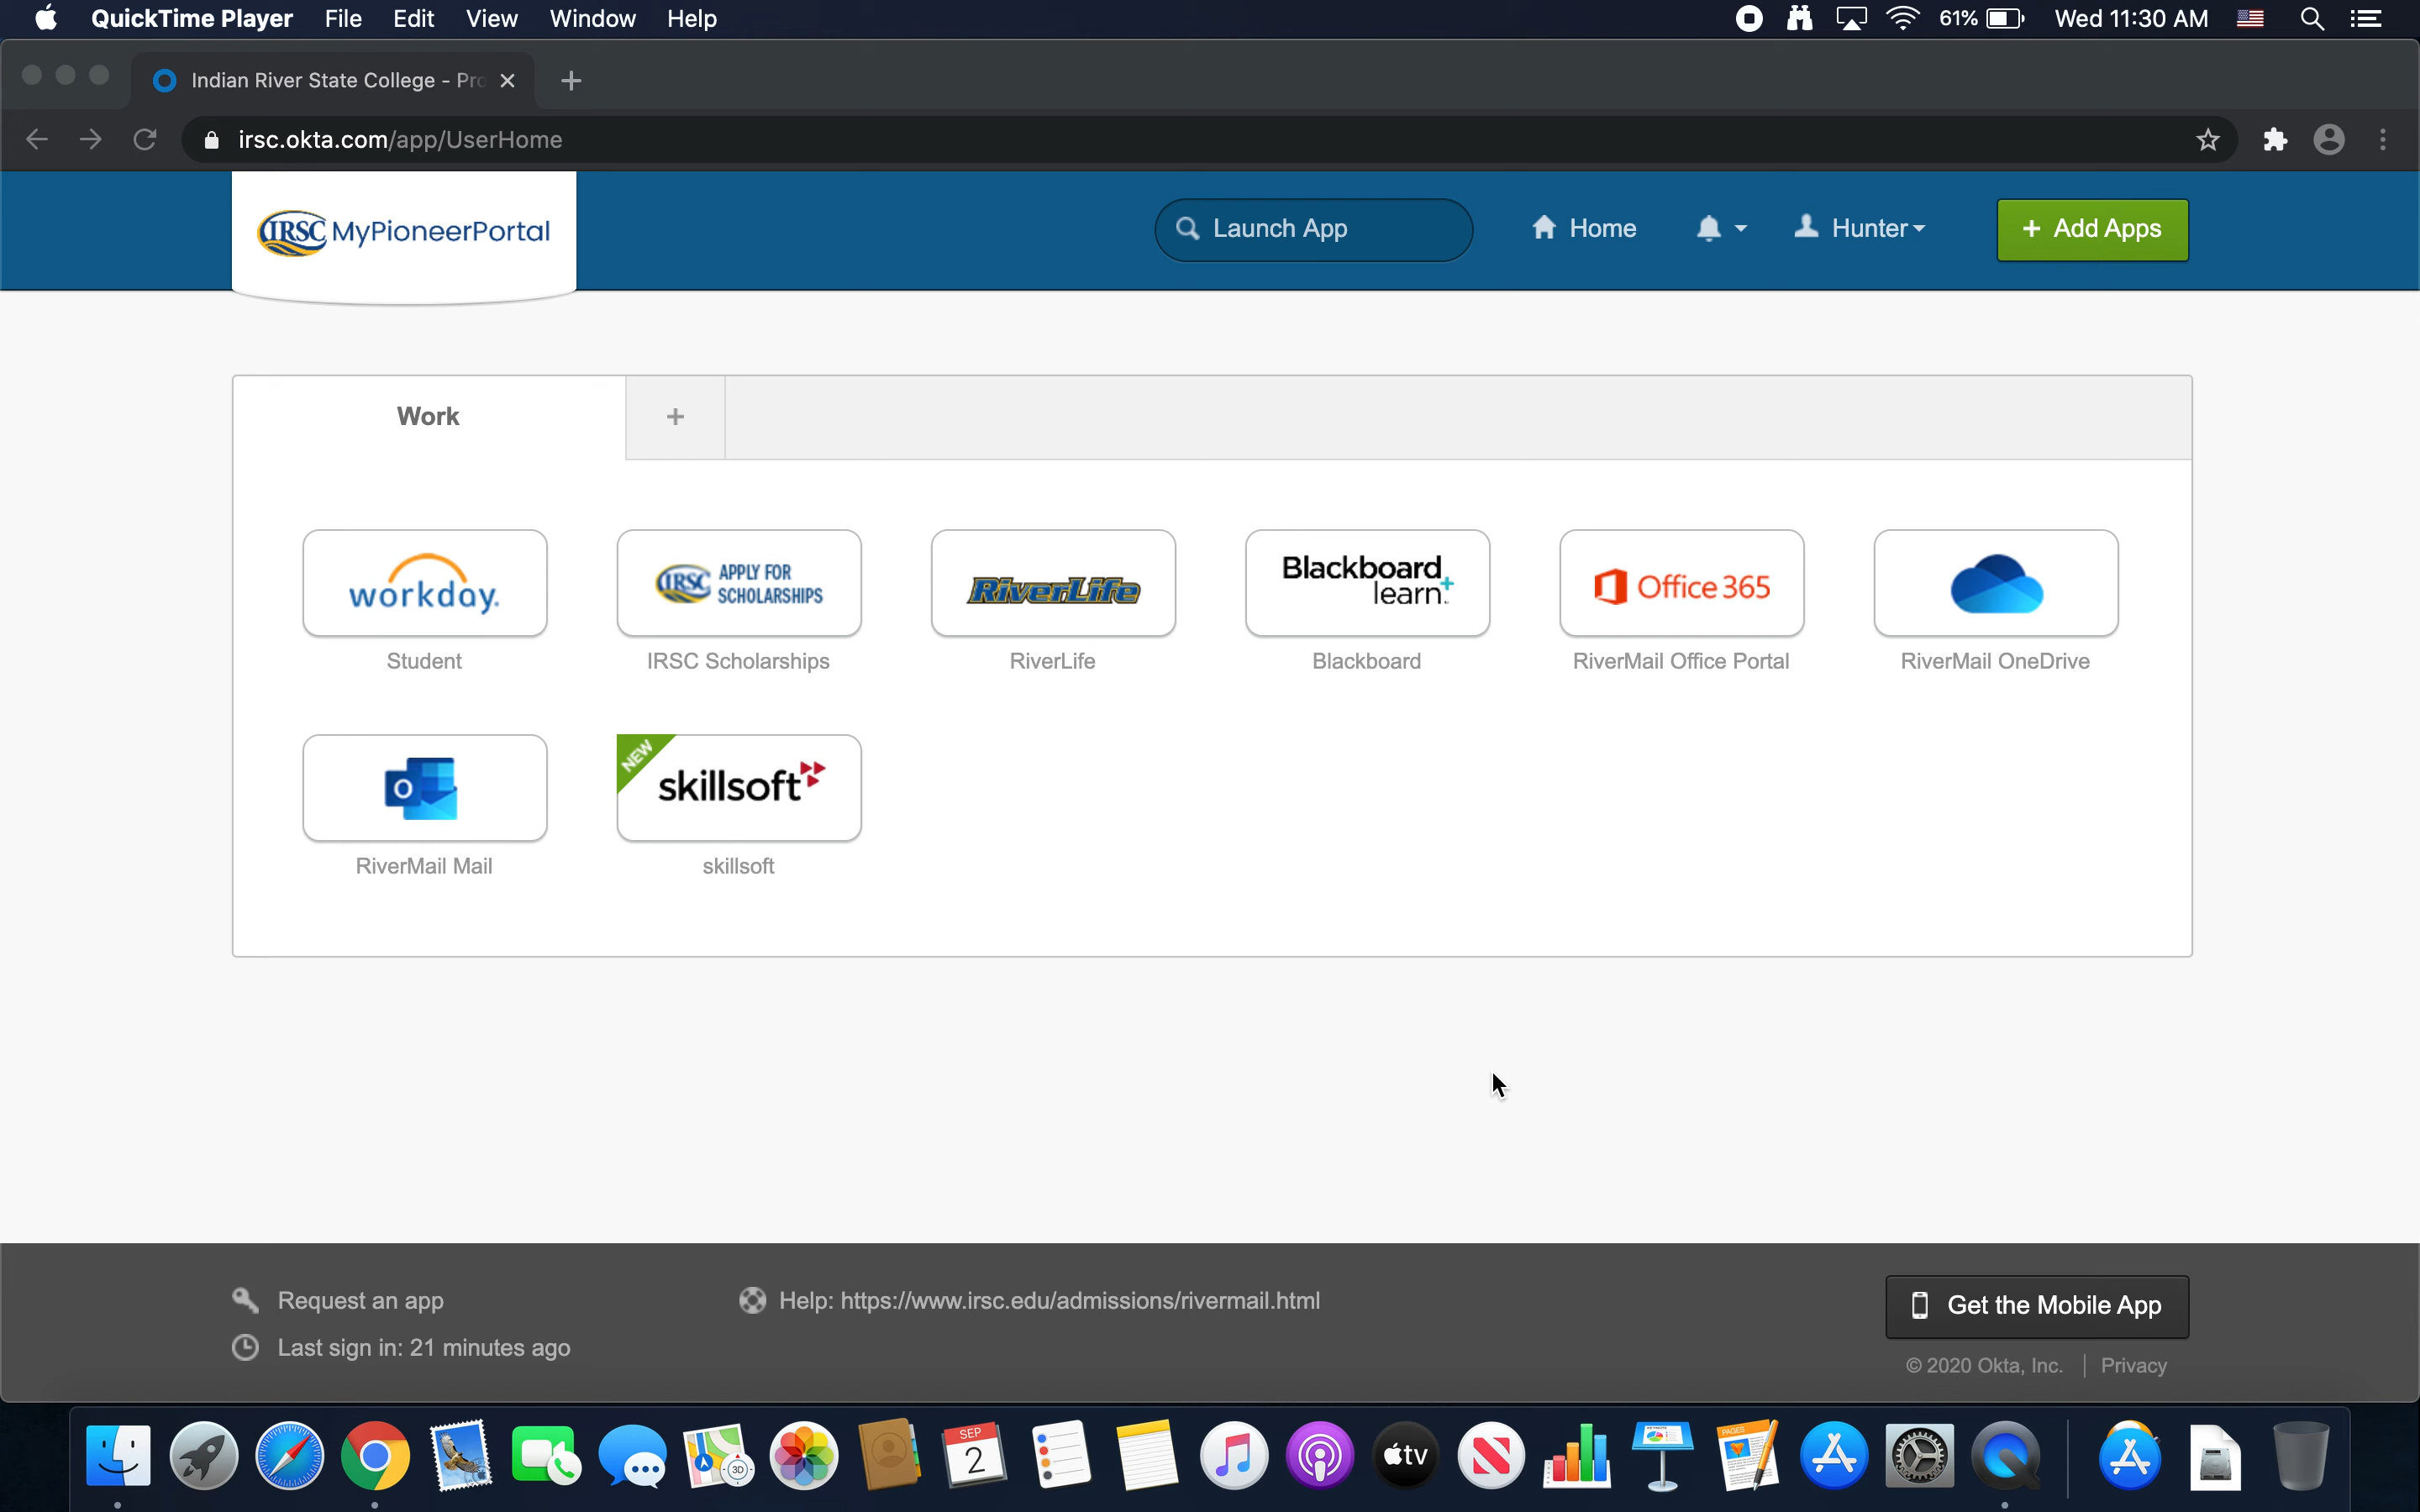 QuickTime Player File Edit View Window Help 61% Wed 11:30 AM
Indian River State College - Pro
irsc.okta.com/app/UserHome
IRSC MyPioneerPortal Launch App Home Hunter + Add Apps
Work +
workday. IRSC APPLY FOR SCHOLARSHIPS RiverLife Blackboard learn+ Office 365
Student IRSC Scholarships RiverLife Blackboard RiverMail Office Portal RiverMail OneDrive
O NEW skillsoft
RiverMail Mail skillsoft
Request an app Help: https://www.irsc.edu/admissions/rivermail.html Get the Mobile App
Last sign in: 21 minutes ago © 2020 Okta, Inc. | Privacy
3D SEP 2 tv PAGES